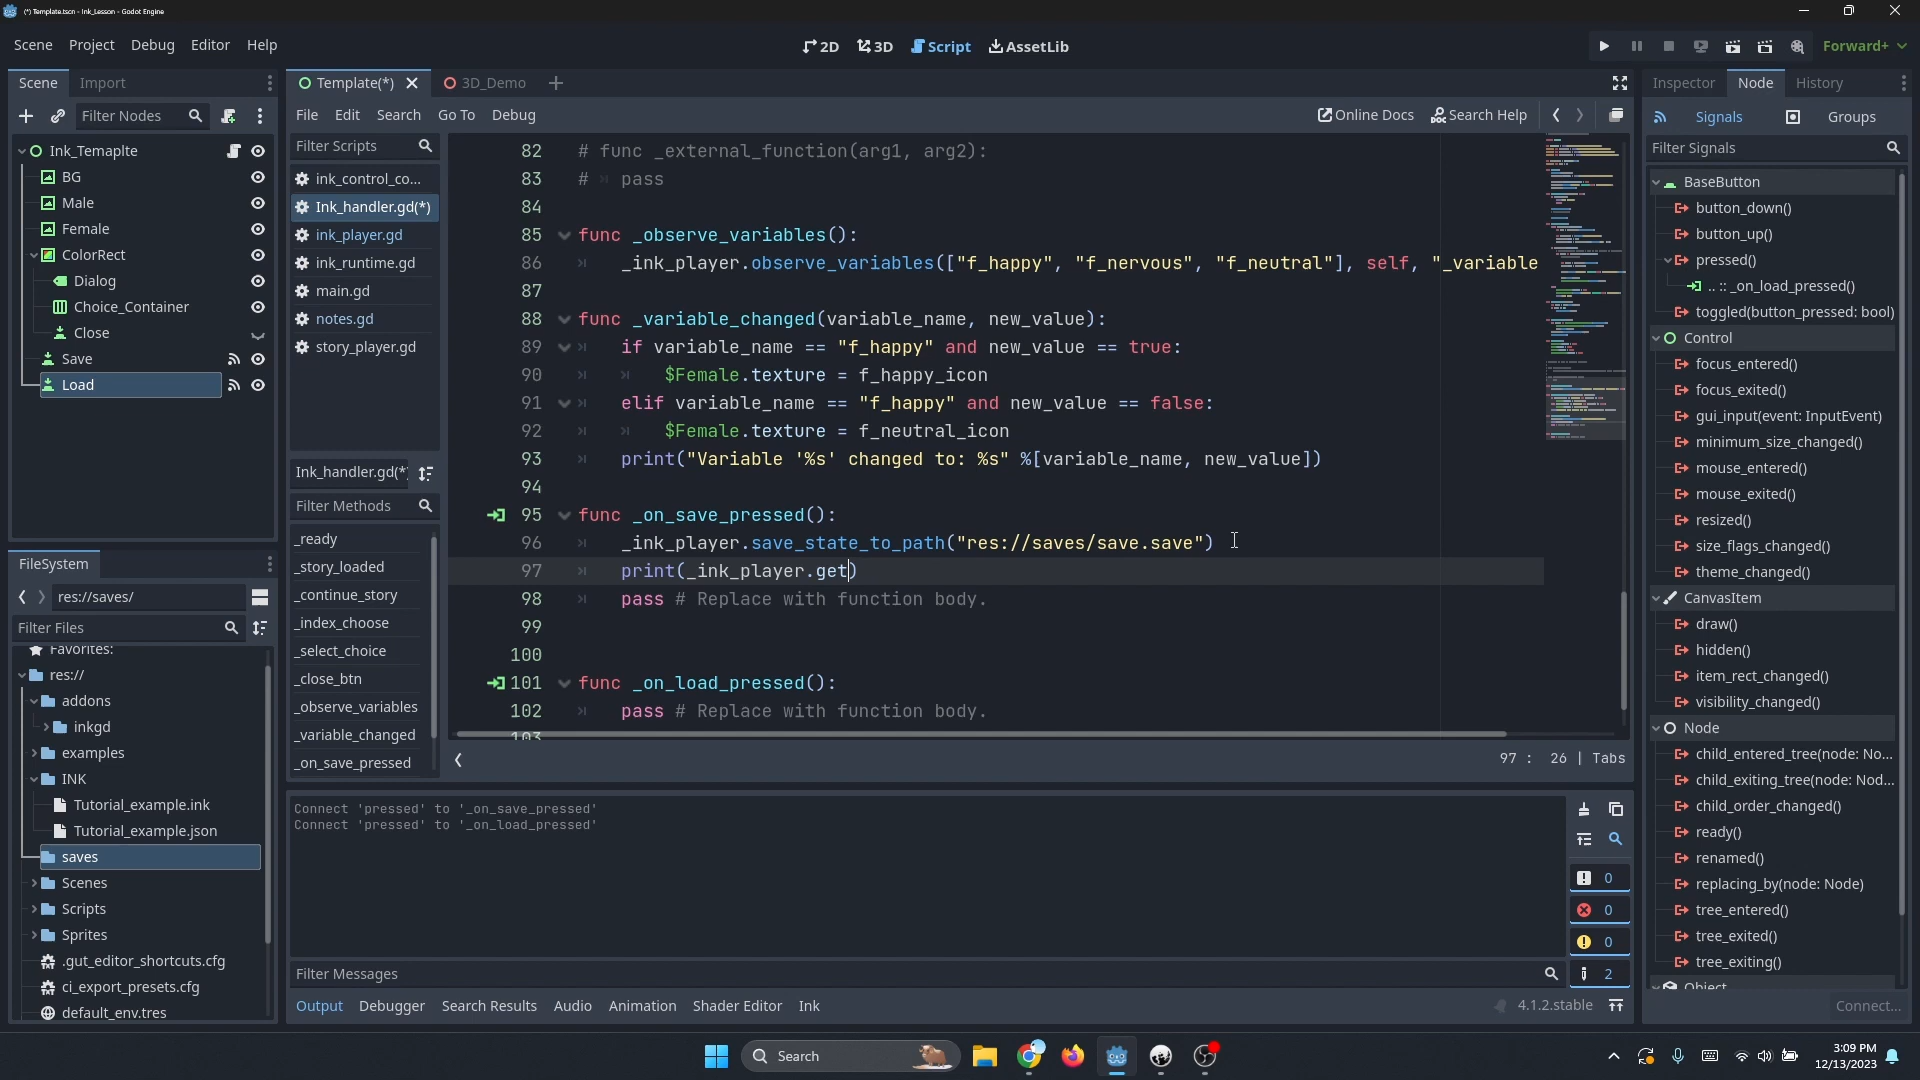 (*) Template.tscn - Ink_Lesson - Godot Engine
Scene Project Debug Editor Help
2D 3D Script AssetLib
Forward+
Scene Import
Filter Nodes
Ink_Temaplte
BG
Male
Female
ColorRect
Dialog
Choice_Container
Close
Save
Load
FileSystem
res://saves/
Filter Files
Favorites:
res://
addons
inkgd
examples
INK
Tutorial_example.ink
Tutorial_example.json
saves
Scenes
Scripts
Sprites
.gut_editor_shortcuts.cfg
ci_export_presets.cfg
default_env.tres
Template(*) 3D_Demo
File Edit Search Go To Debug
Online Docs Search Help
Filter Scripts
ink_control_co...
Ink_handler.gd(*)
ink_player.gd
ink_runtime.gd
main.gd
notes.gd
story_player.gd
Ink_handler.gd(*
Filter Methods
_ready
_story_loaded
_continue_story
_index_choose
_select_choice
_close_btn
_observe_variables
_variable_changed
_on_save_pressed
82 # func _external_function(arg1, arg2):
83 # pass
84
85 func _observe_variables():
86 _ink_player.observe_variables(["f_happy", "f_nervous", "f_neutral"], self, "_variable
87
88 func _variable_changed(variable_name, new_value):
89 if variable_name == "f_happy" and new_value == true:
90 $Female.texture = f_happy_icon
91 elif variable_name == "f_happy" and new_value == false:
92 $Female.texture = f_neutral_icon
93 print("Variable '%s' changed to: %s" %[variable_name, new_value])
94
95 func _on_save_pressed():
96 _ink_player.save_state_to_path("res://saves/save.save")
97 print(_ink_player.get)
98 pass # Replace with function body.
99
100
101 func _on_load_pressed():
102 pass # Replace with function body.
103
97 : 26 | Tabs
Connect 'pressed' to '_on_save_pressed'
Connect 'pressed' to '_on_load_pressed'
0
0
0
2
Filter Messages
Output Debugger Search Results Audio Animation Shader Editor Ink
4.1.2.stable
Inspector Node History
Signals Groups
Filter Signals
BaseButton
button_down()
button_up()
pressed()
.. :: _on_load_pressed()
toggled(button_pressed: bool)
Control
focus_entered()
focus_exited()
gui_input(event: InputEvent)
minimum_size_changed()
mouse_entered()
mouse_exited()
resized()
size_flags_changed()
theme_changed()
CanvasItem
draw()
hidden()
item_rect_changed()
visibility_changed()
Node
child_entered_tree(node: No...
child_exiting_tree(node: Nod...
child_order_changed()
ready()
renamed()
replacing_by(node: Node)
tree_entered()
tree_exited()
tree_exiting()
Object
Connect...
Search
3:09 PM
12/13/2023